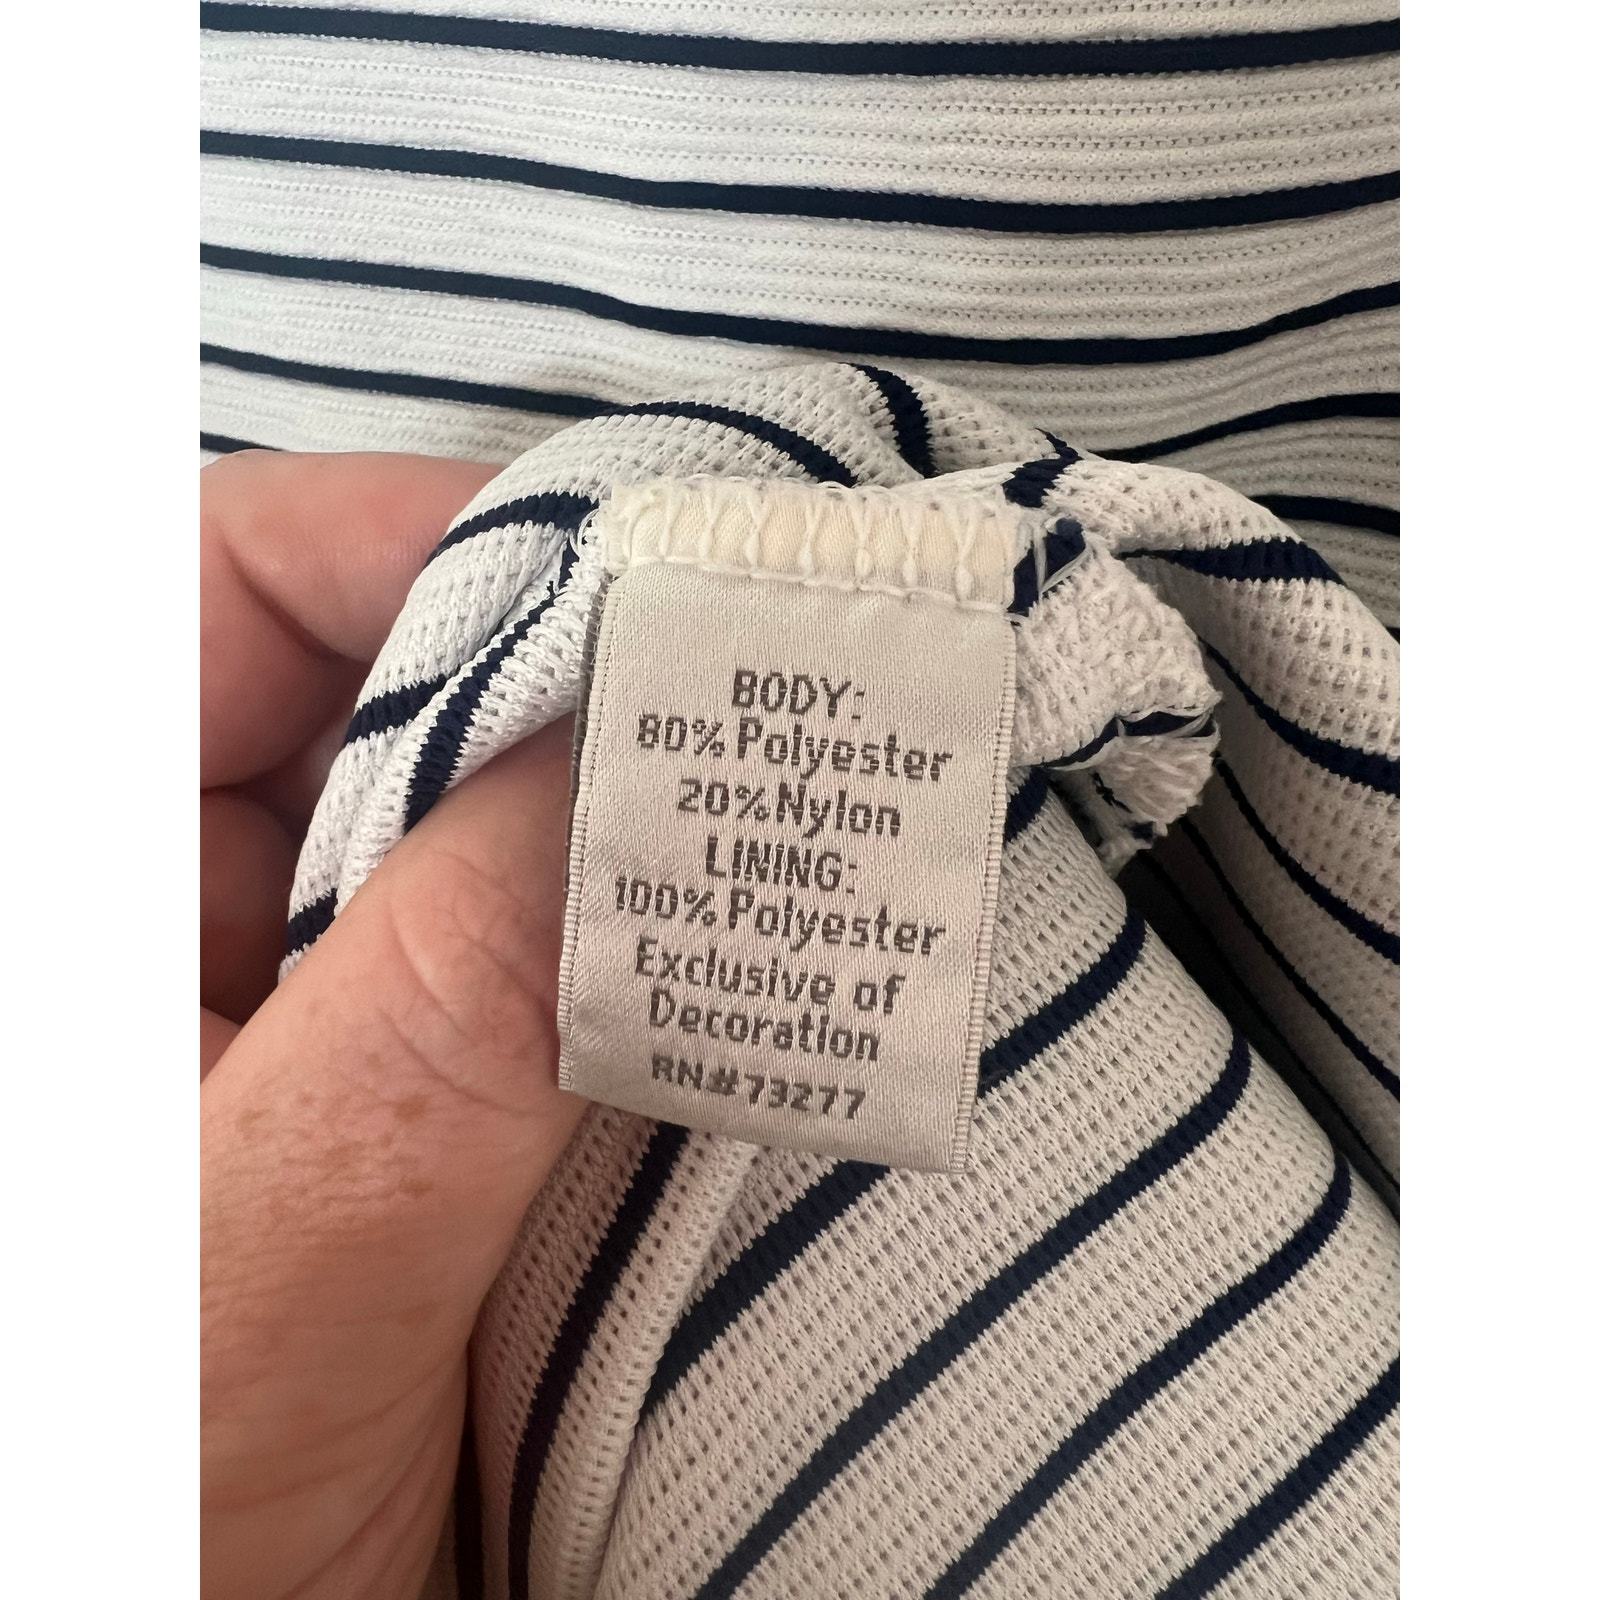 BODY:
80% Polyester
20% Nylon
LINING:
100% Polyester
Exclusive of
Decoration
RN#73277